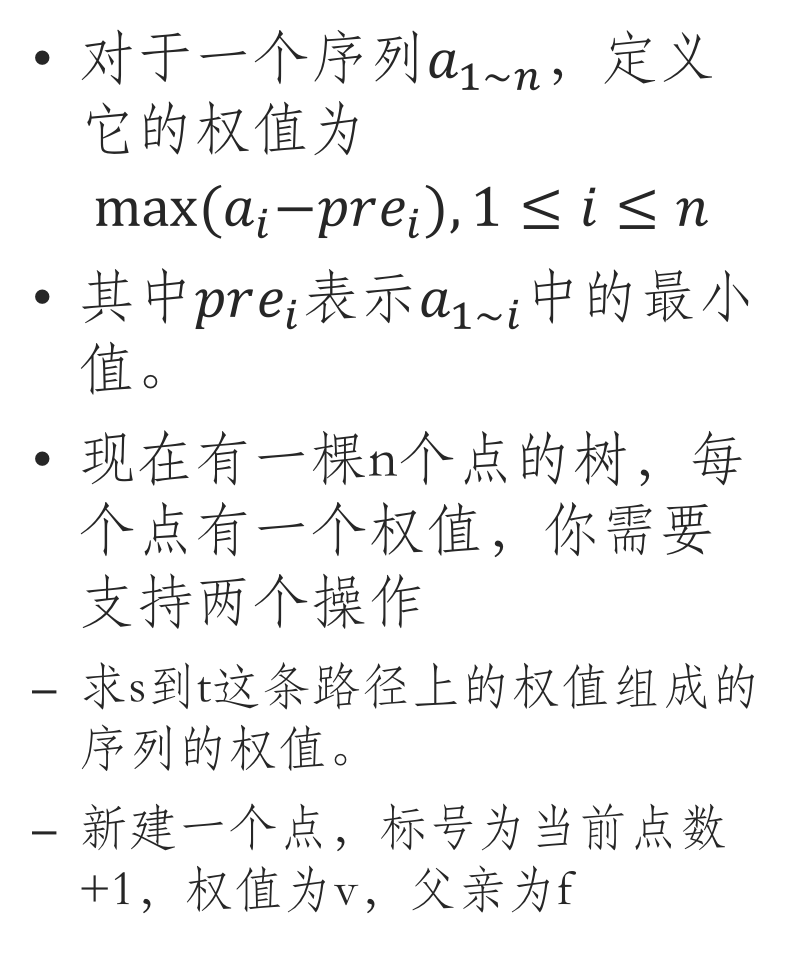 • 对于一个序列a₁~ₙ，定义
它的权值为
max(aᵢ−preᵢ), 1 ≤ i ≤ n
• 其中preᵢ表示a₁~ᵢ中的最小
值。
• 现在有一棵n个点的树，每
个点有一个权值，你需要
支持两个操作
– 求s到t这条路径上的权值组成的
序列的权值。
– 新建一个点，标号为当前点数
+1，权值为v，父亲为f